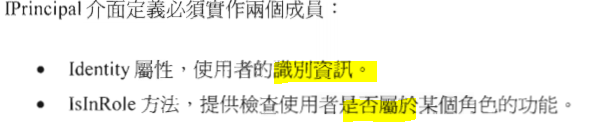 IPrincipal 介面定義必須實作兩個成員：
• Identity 屬性，使用者的識別資訊。
• IsInRole 方法，提供檢查使用者是否屬於某個角色的功能。